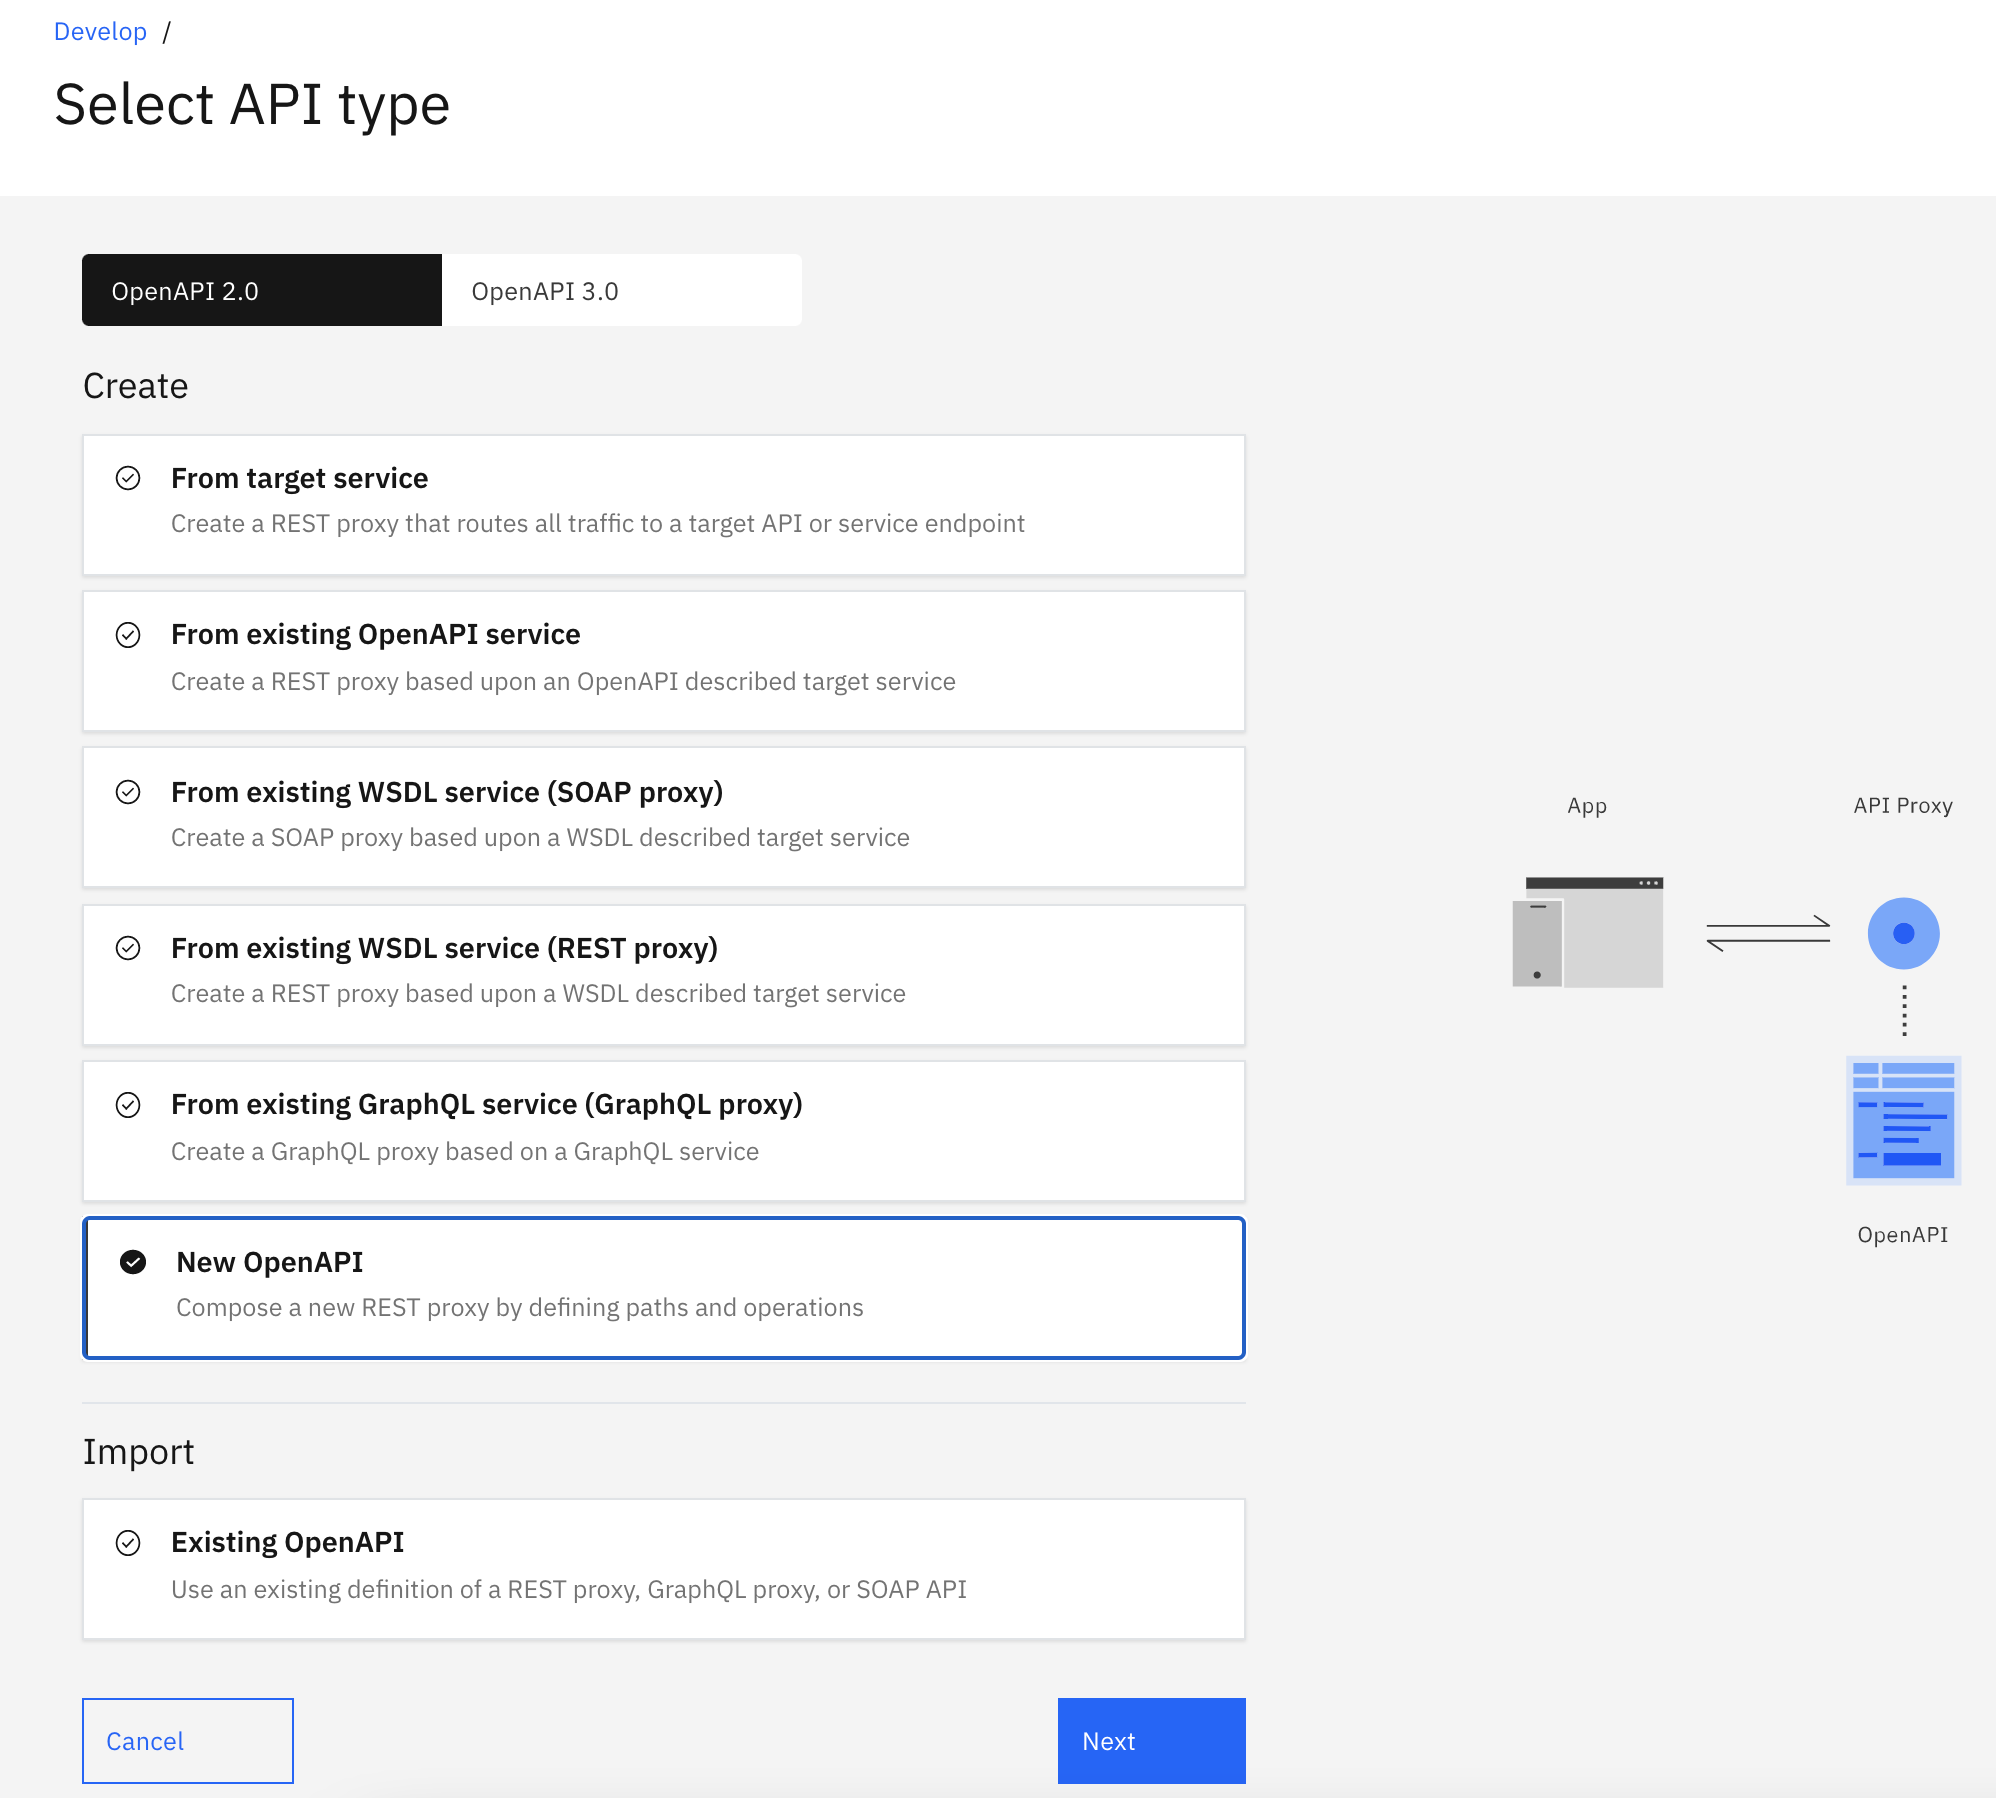 Develop /
Select API type
OpenAPI 2.0
OpenAPI 3.0
Create
From target service
Create a REST proxy that routes all traffic to a target API or service endpoint
From existing OpenAPI service
Create a REST proxy based upon an OpenAPI described target service
From existing WSDL service (SOAP proxy)
Create a SOAP proxy based upon a WSDL described target service
From existing WSDL service (REST proxy)
Create a REST proxy based upon a WSDL described target service
From existing GraphQL service (GraphQL proxy)
Create a GraphQL proxy based on a GraphQL service
New OpenAPI
Compose a new REST proxy by defining paths and operations
Import
Existing OpenAPI
Use an existing definition of a REST proxy, GraphQL proxy, or SOAP API
Cancel
Next
App
API Proxy
OpenAPI